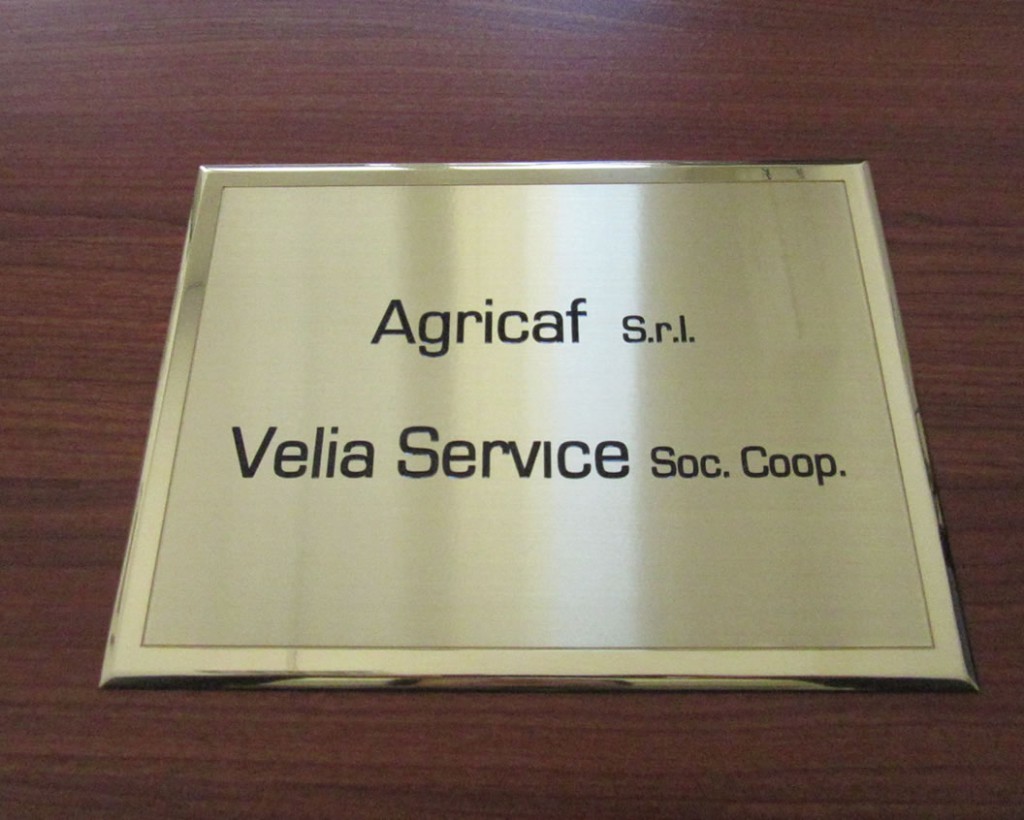 Agricaf S.r.l.
Velia Service Soc. Coop.